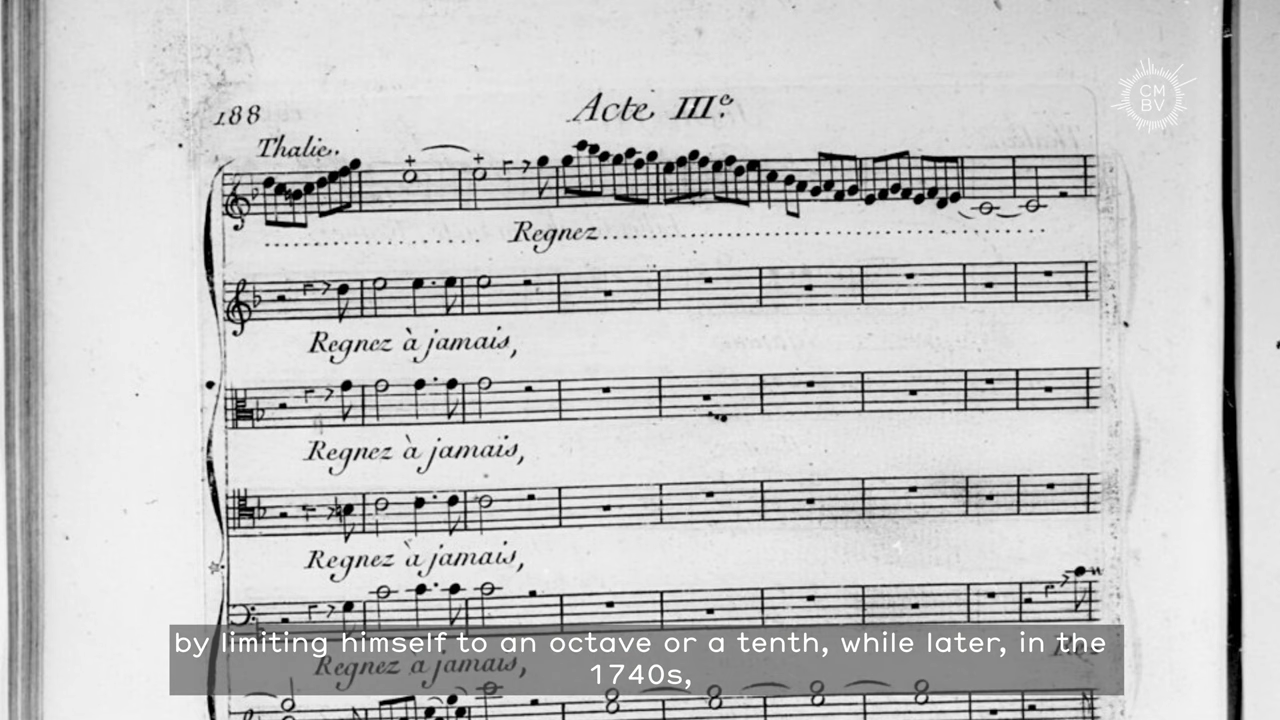 188
Acte IIIe.
CM
BV
Thalie.
Regnez
Regnez à jamais,
Regnez à jamais,
Regnez à jamais,
Regnez à jamais,
by limiting himself to an octave or a tenth, while later, in the
1740s,